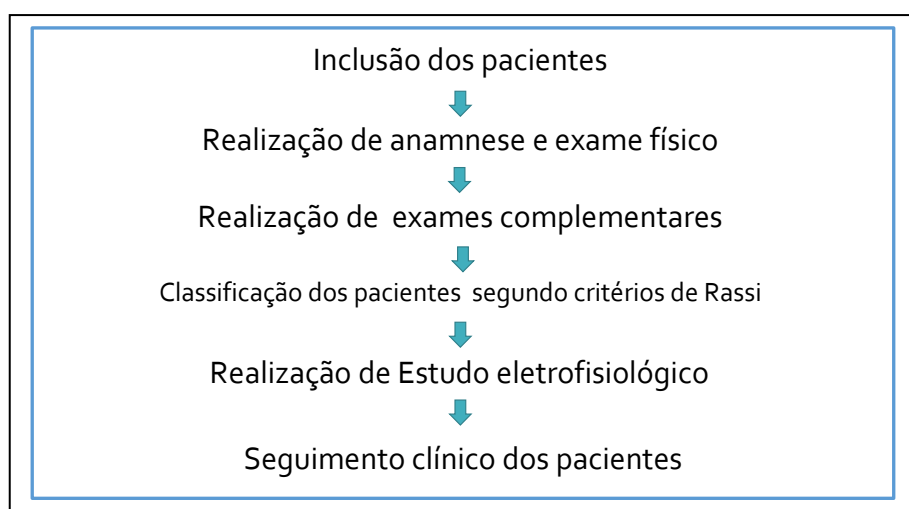 Inclusão dos pacientes
Realização de anamnese e exame físico
Realização de exames complementares
Classificação dos pacientes segundo critérios de Rassi
Realização de Estudo eletrofisiológico
Seguimento clínico dos pacientes